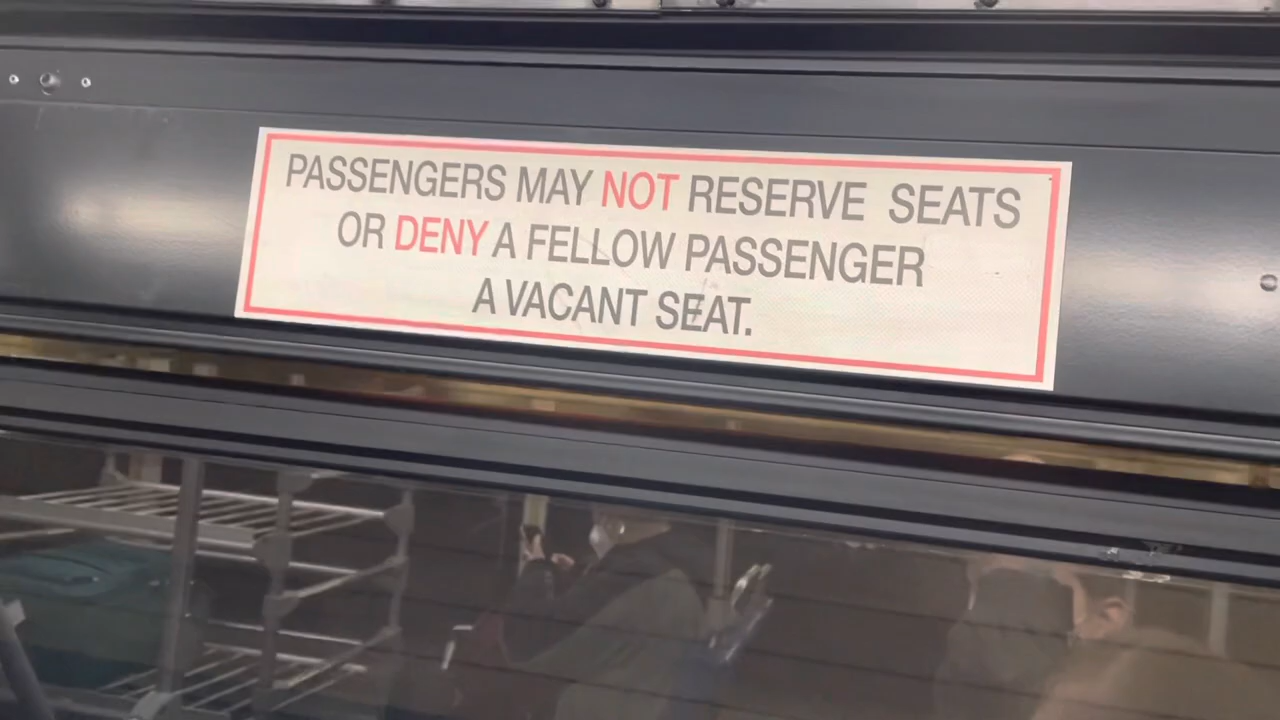 PASSENGERS MAY NOT RESERVE SEATS
OR DENY A FELLOW PASSENGER
A VACANT SEAT.